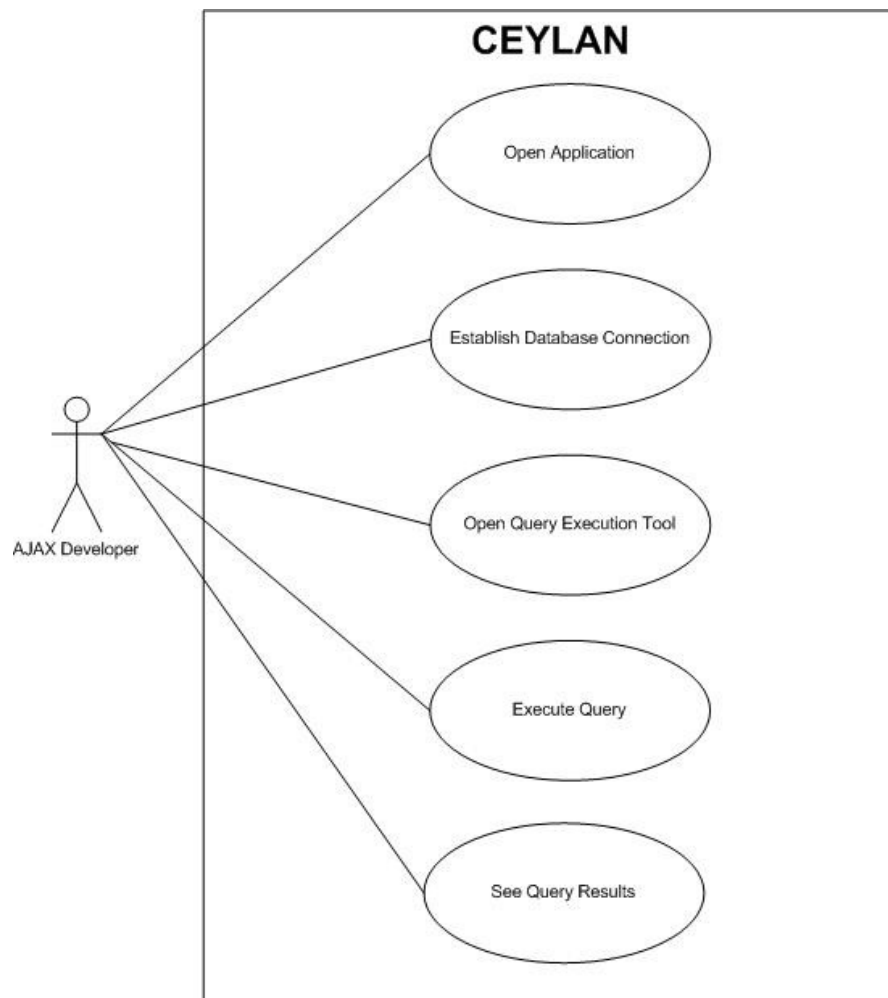 CEYLAN
Open Application
Establish Database Connection
AJAX Developer
Open Query Execution Tool
Execute Query
See Query Results